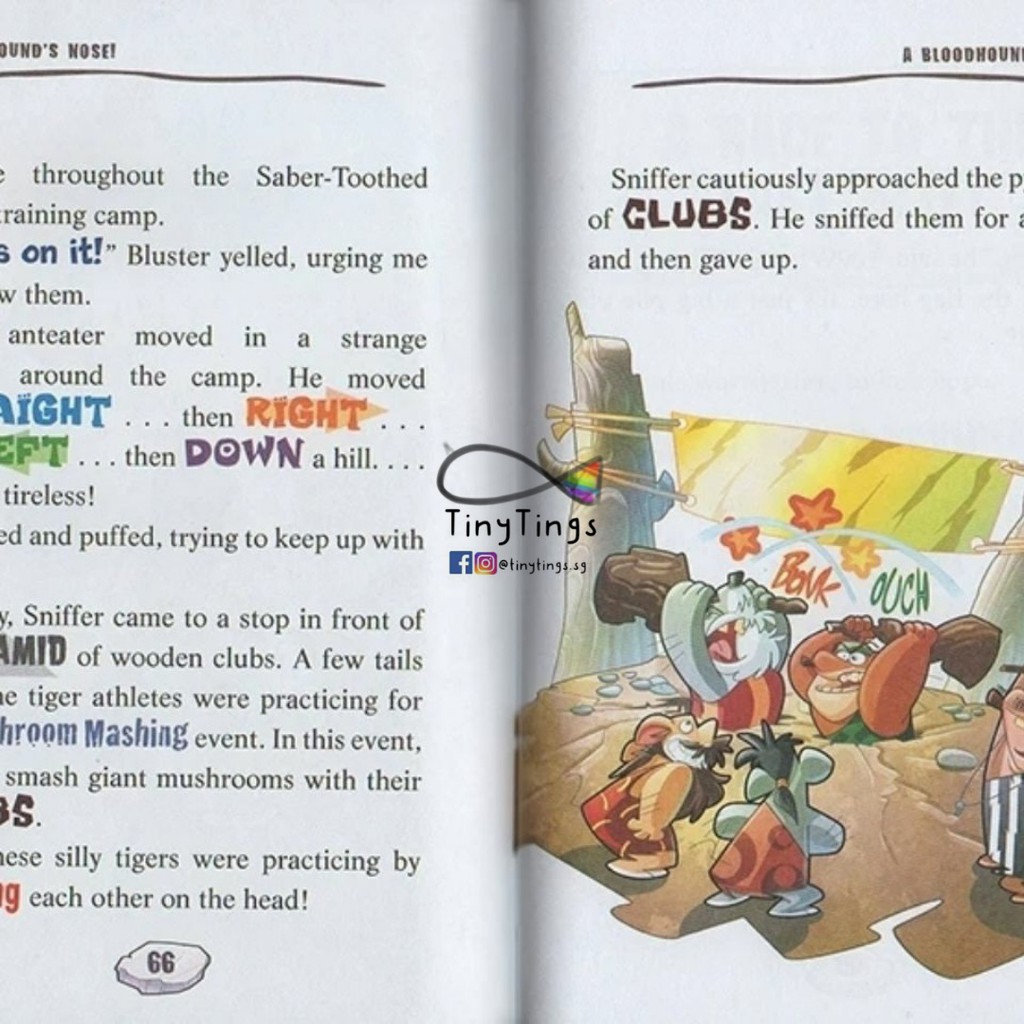 OUND'S NOSE!
throughout the Saber-Toothed
training camp.
s on it!" Bluster yelled, urging me
w them.
anteater moved in a strange
around the camp. He moved
AIGHT . . . then RIGHT . . .
EFT . . . then DOWN a hill. . . .
tireless!
ed and puffed, trying to keep up with
y, Sniffer came to a stop in front of
AMID of wooden clubs. A few tails
he tiger athletes were practicing for
hroom Mashing event. In this event,
smash giant mushrooms with their
BS.
hese silly tigers were practicing by
ng each other on the head!
66
A BLOODHOUN
Sniffer cautiously approached the p
of CLUBS. He sniffed them for a
and then gave up.
BONK
OUCH
TinyTings
@tinytings.sg